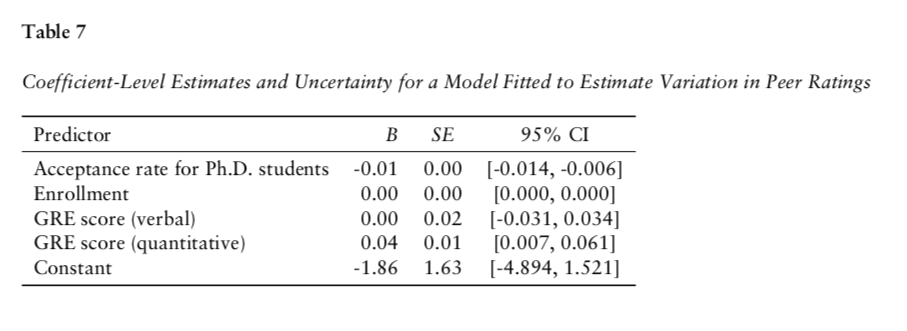 Table 7
Coefficient-Level Estimates and Uncertainty for a Model Fitted to Estimate Variation in Peer Ratings
Predictor B SE 95% CI
Acceptance rate for Ph.D. students -0.01 0.00 [-0.014, -0.006]
Enrollment 0.00 0.00 [0.000, 0.000]
GRE score (verbal) 0.00 0.02 [-0.031, 0.034]
GRE score (quantitative) 0.04 0.01 [0.007, 0.061]
Constant -1.86 1.63 [-4.894, 1.521]